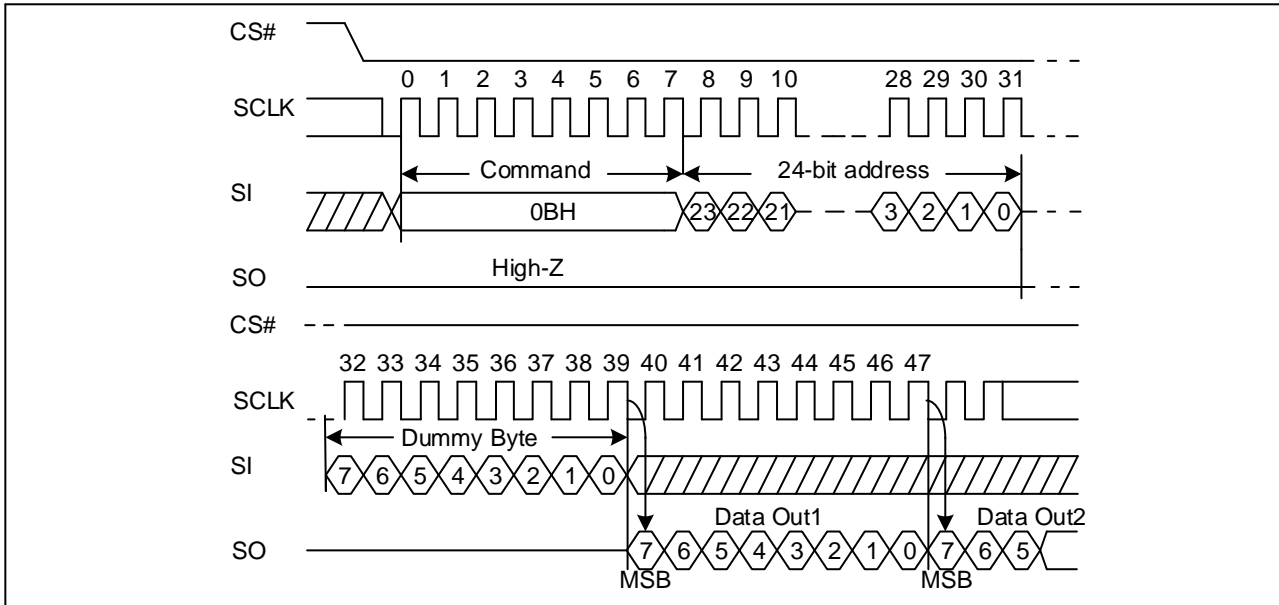 CS#
0 1 2 3 4 5 6 7 8 9 10 28 29 30 31
SCLK
Command 24-bit address
SI 0BH 23 22 21 3 2 1 0
High-Z
SO
CS#
32 33 34 35 36 37 38 39 40 41 42 43 44 45 46 47
SCLK
Dummy Byte
SI 7 6 5 4 3 2 1 0
Data Out1 Data Out2
SO 7 6 5 4 3 2 1 0 7 6 5
MSB MSB